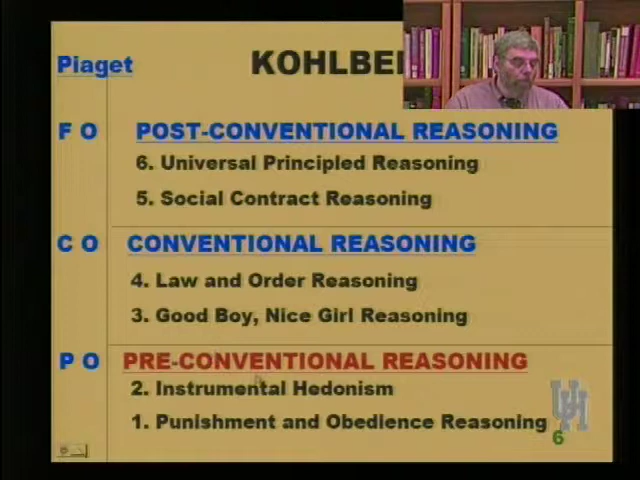 Piaget
KOHLBE
F O
POST-CONVENTIONAL REASONING
6. Universal Principled Reasoning
5. Social Contract Reasoning
C O
CONVENTIONAL REASONING
4. Law and Order Reasoning
3. Good Boy, Nice Girl Reasoning
P O
PRE-CONVENTIONAL REASONING
2. Instrumental Hedonism
1. Punishment and Obedience Reasoning
UH
6